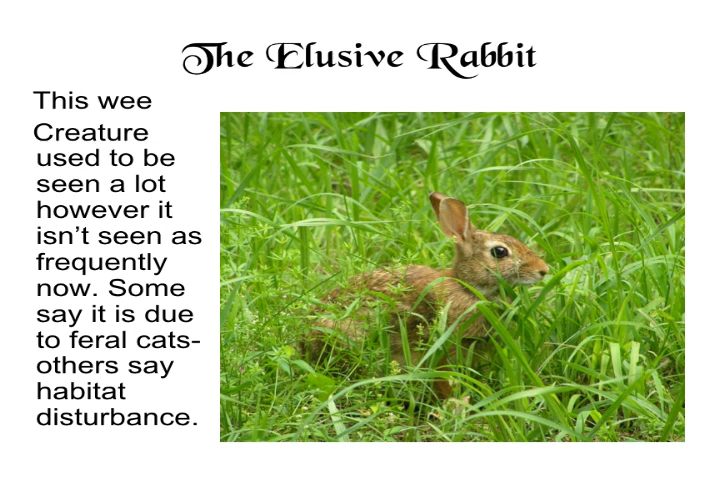 The Elusive Rabbit
This wee
Creature
used to be
seen a lot
however it
isn’t seen as
frequently
now. Some
say it is due
to feral cats-
others say
habitat
disturbance.